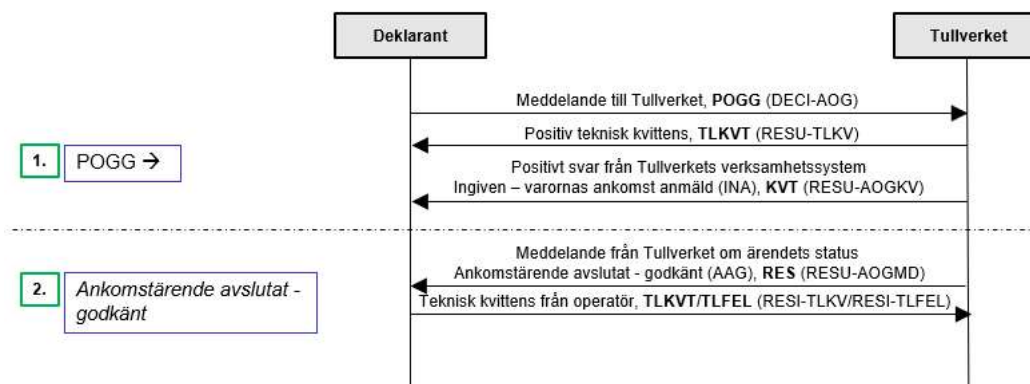 Deklarant
Tullverket
Meddelande till Tullverket, POGG (DECI-AOG)
Positiv teknisk kvittens, TLKVT (RESU-TLKV)
1.
POGG →
Positivt svar från Tullverkets verksamhetssystem
Ingiven – varornas ankomst anmäld (INA), KVT (RESU-AOGKV)
Meddelande från Tullverket om ärendets status
Ankomstärende avslutat - godkänt (AAG), RES (RESU-AOGMD)
2.
Ankomstärende avslutat -
godkänt
Teknisk kvittens från operatör, TLKVT/TLFEL (RESI-TLKV/RESI-TLFEL)